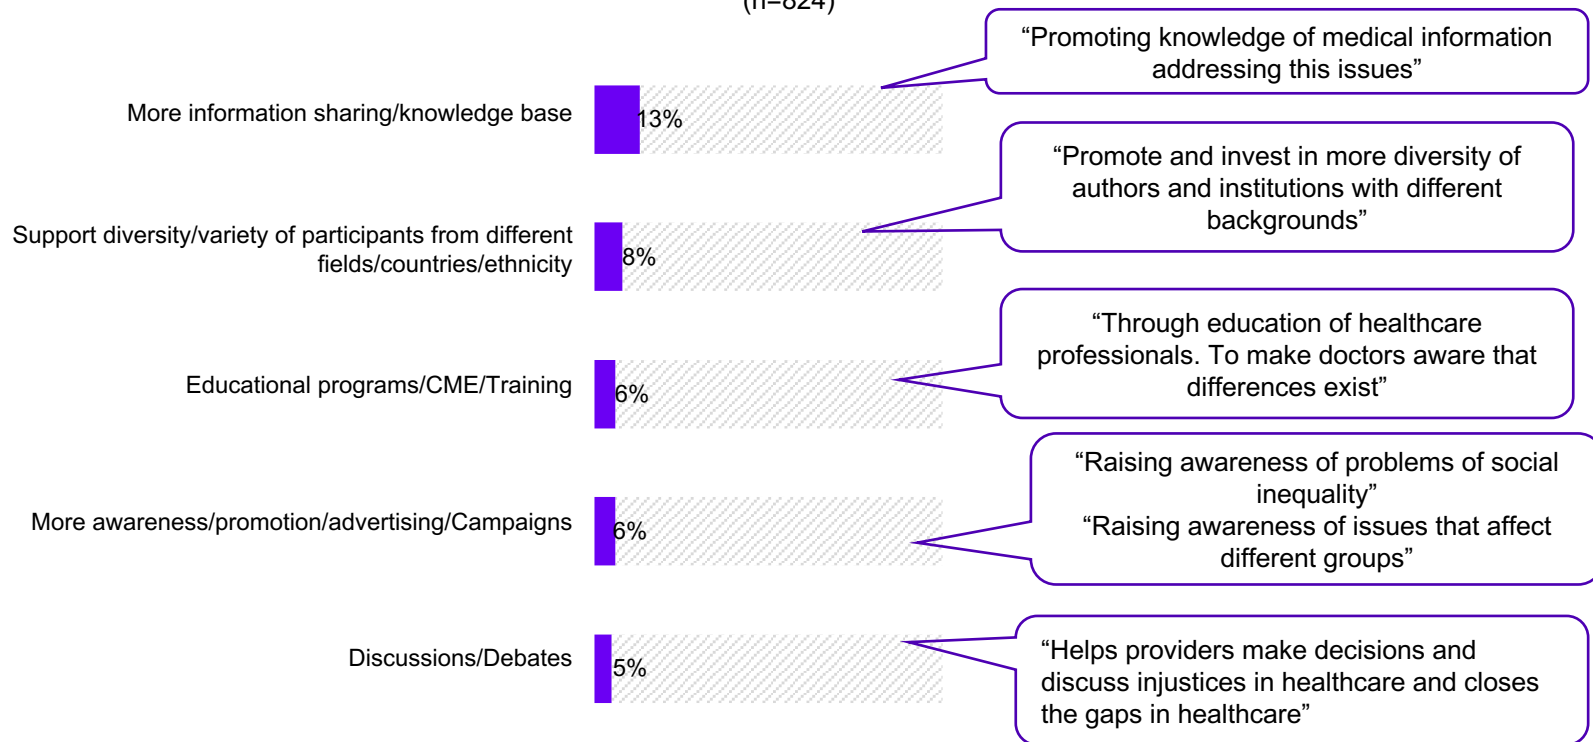 (n=824)
“Promoting knowledge of medical information
addressing this issues”
More information sharing/knowledge base
13%
“Promote and invest in more diversity of
authors and institutions with different
backgrounds”
Support diversity/variety of participants from different
fields/countries/ethnicity
8%
“Through education of healthcare
professionals. To make doctors aware that
differences exist”
Educational programs/CME/Training
6%
“Raising awareness of problems of social
inequality”
“Raising awareness of issues that affect
different groups”
More awareness/promotion/advertising/Campaigns
6%
“Helps providers make decisions and
discuss injustices in healthcare and closes
the gaps in healthcare”
Discussions/Debates
5%